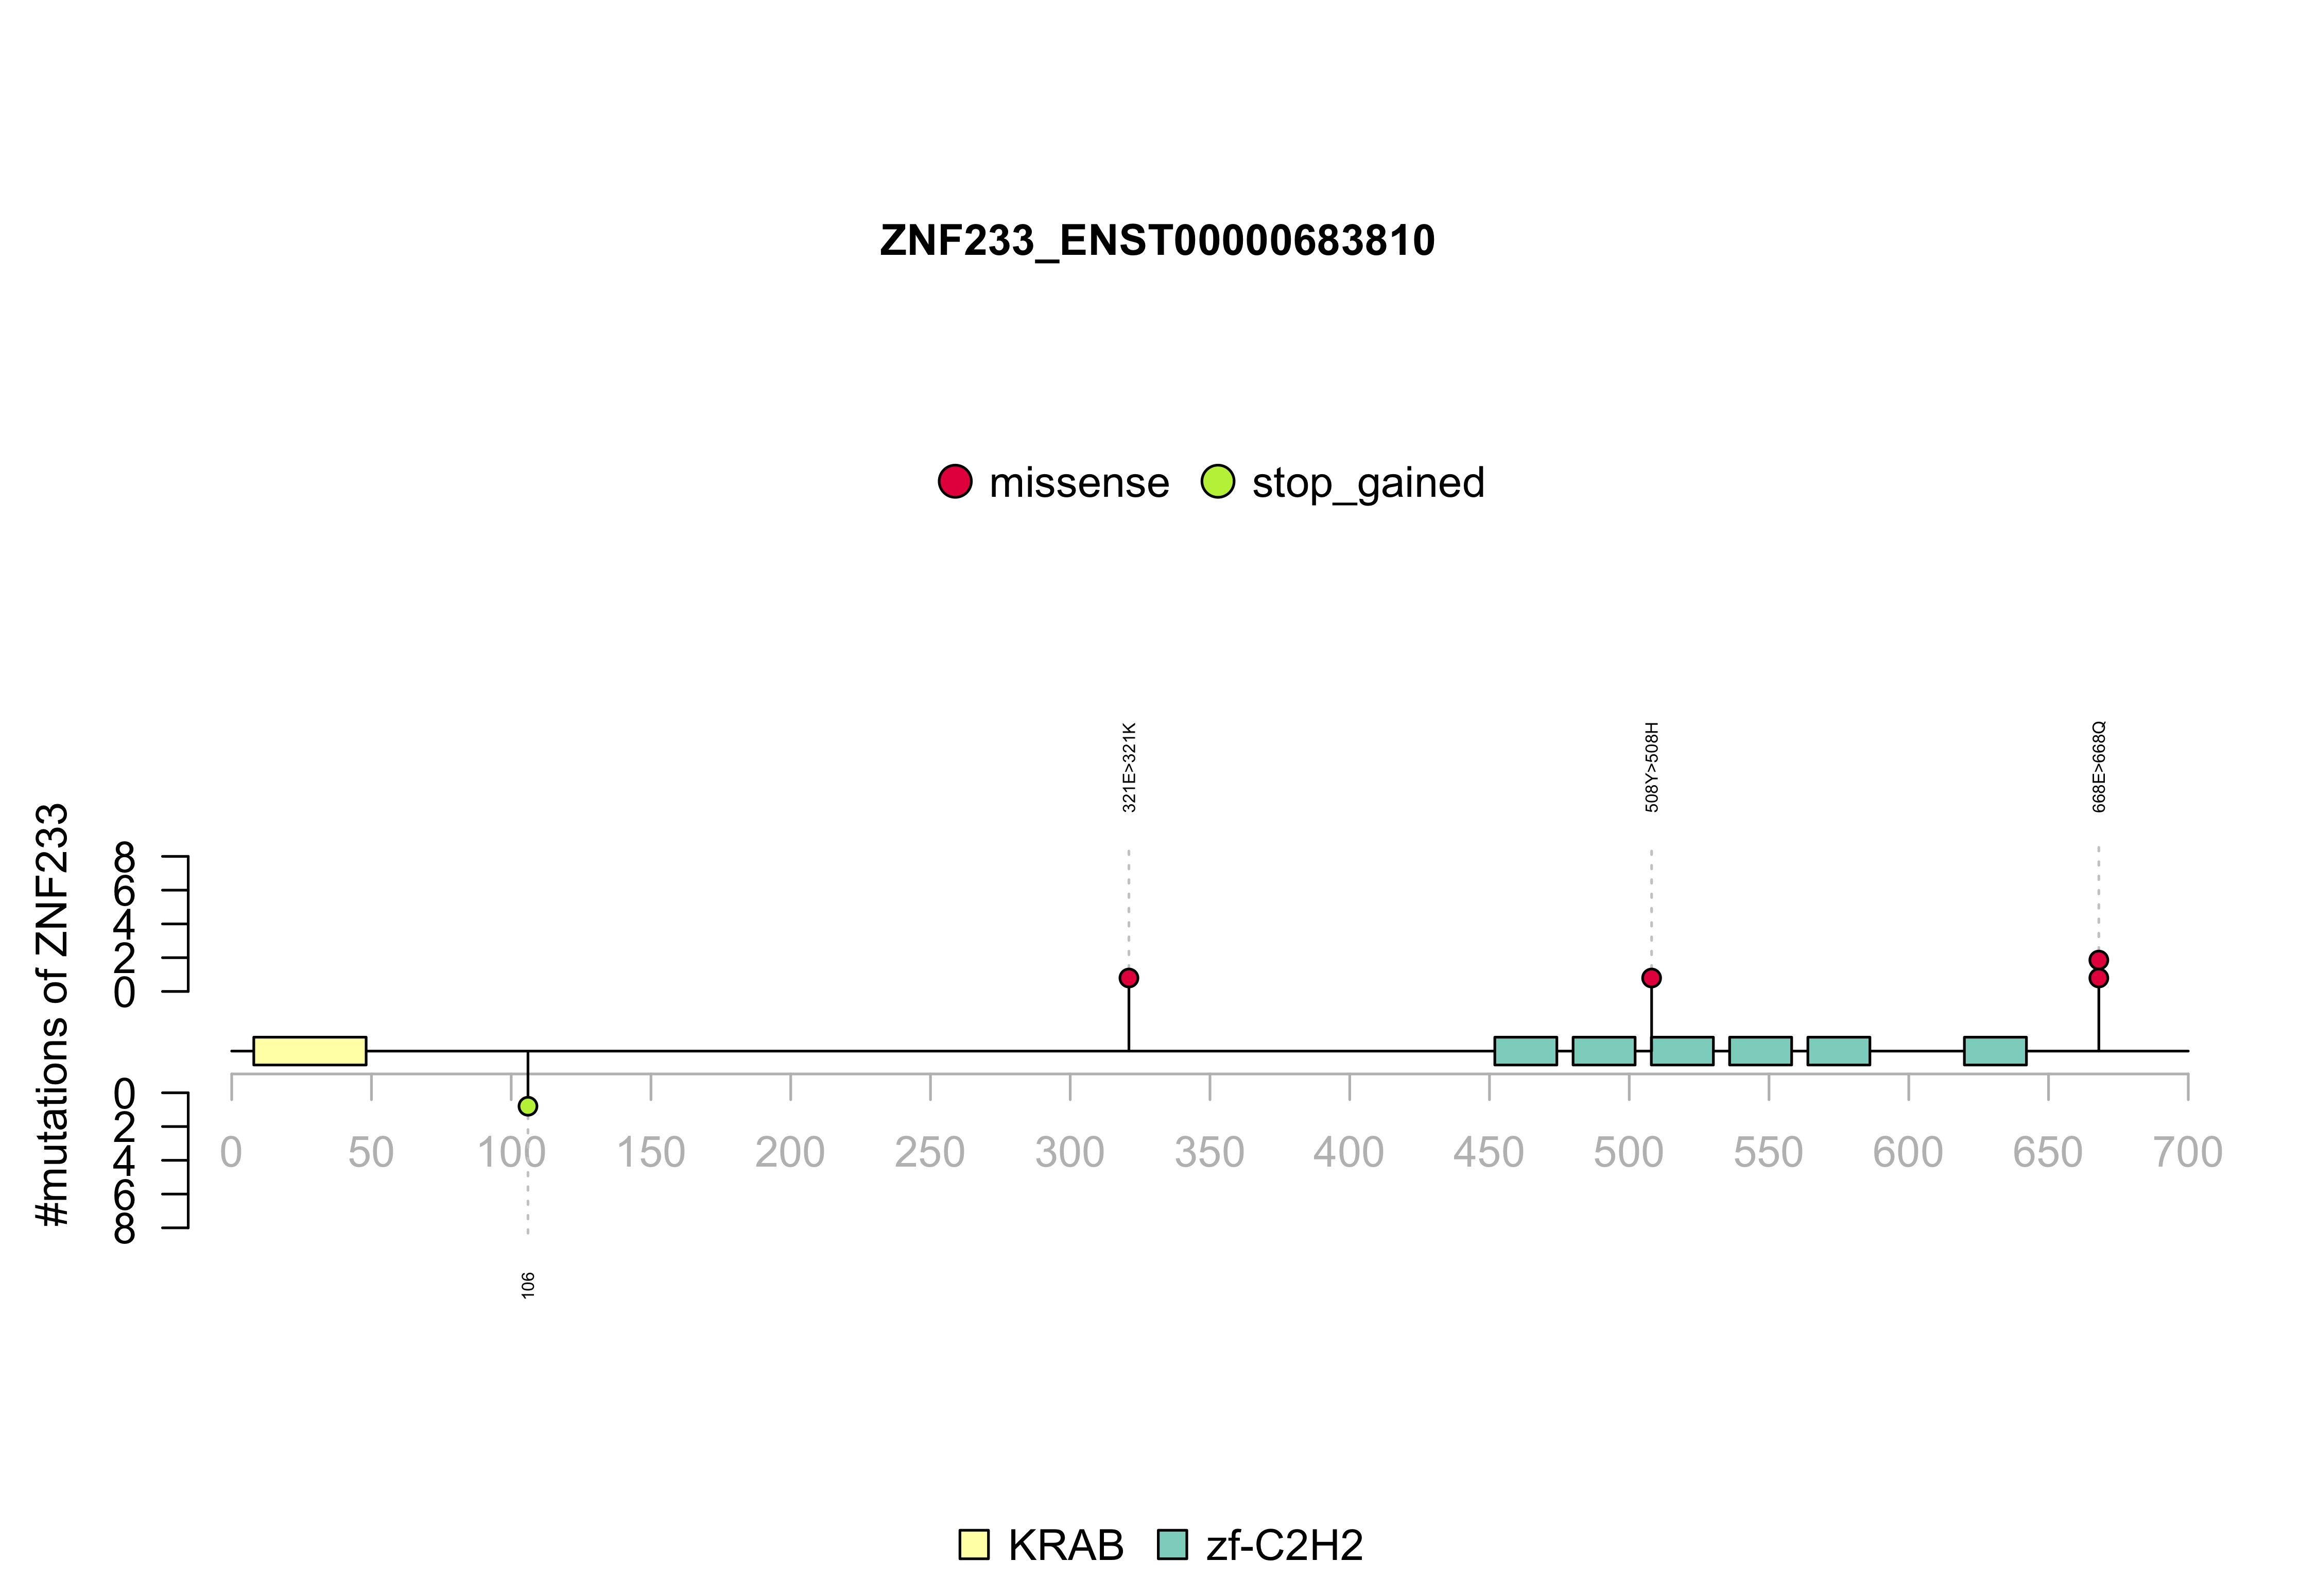 ZNF233_ENST00000683810
missense stop_gained
321E>321K
508Y>508H
668E>668Q
#mutations of ZNF233
8
6
4
2
0
0
2
4
6
8
0 50 100 150 200 250 300 350 400 450 500 550 600 650 700
106
KRAB zf-C2H2